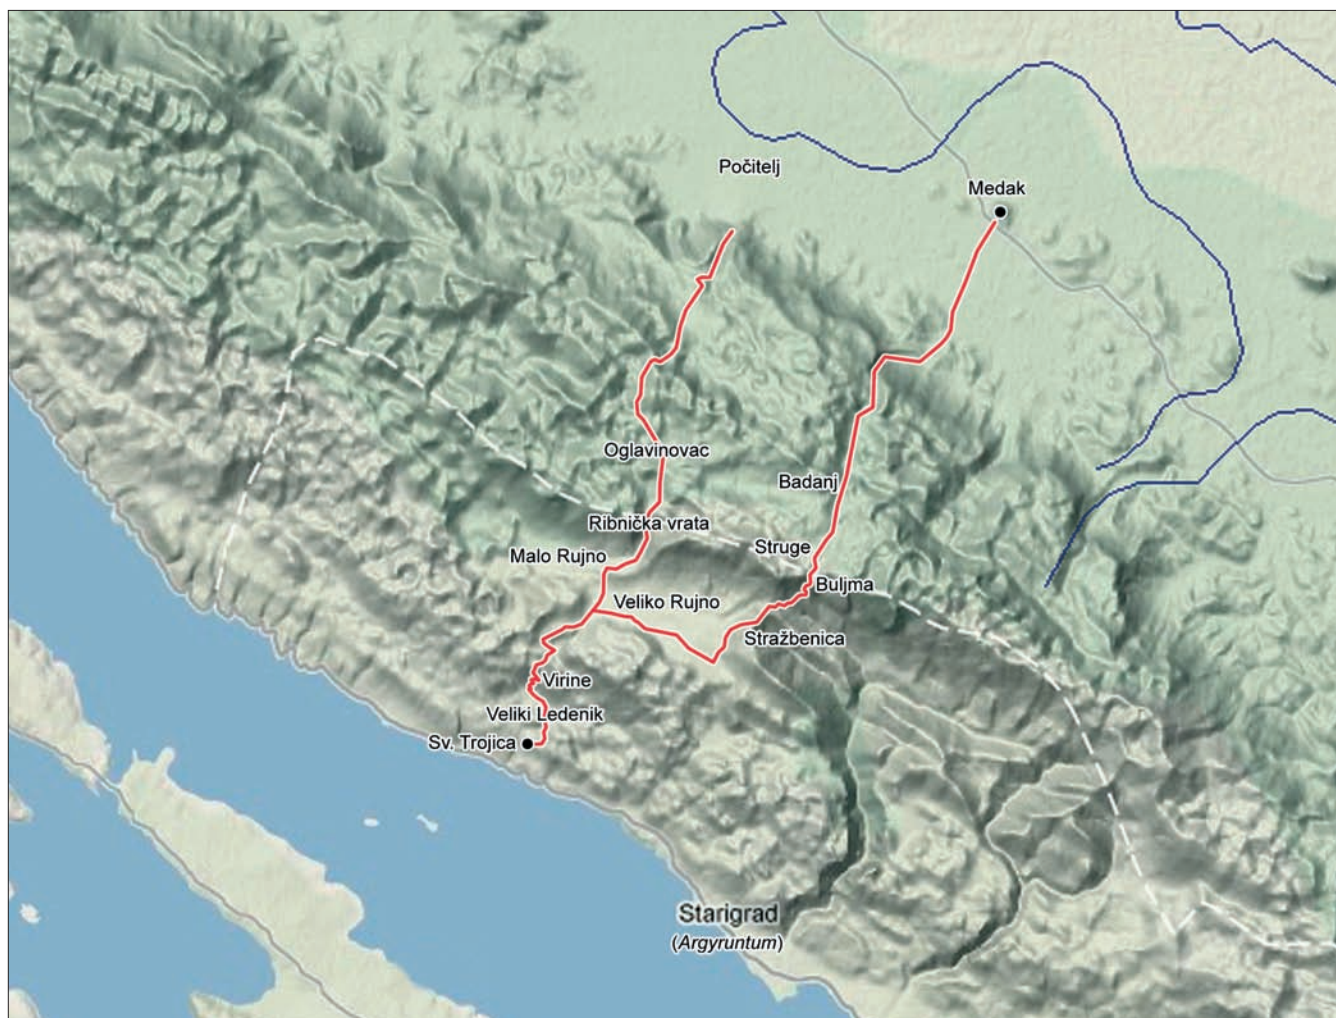 Počitelj
Medak
Oglavinovac
Badanj
Ribnička vrata
Struge
Malo Rujno
Buljma
Veliko Rujno
Stražbenica
Virine
Veliki Ledenik
Sv. Trojica
Starigrad
(Argyruntum)